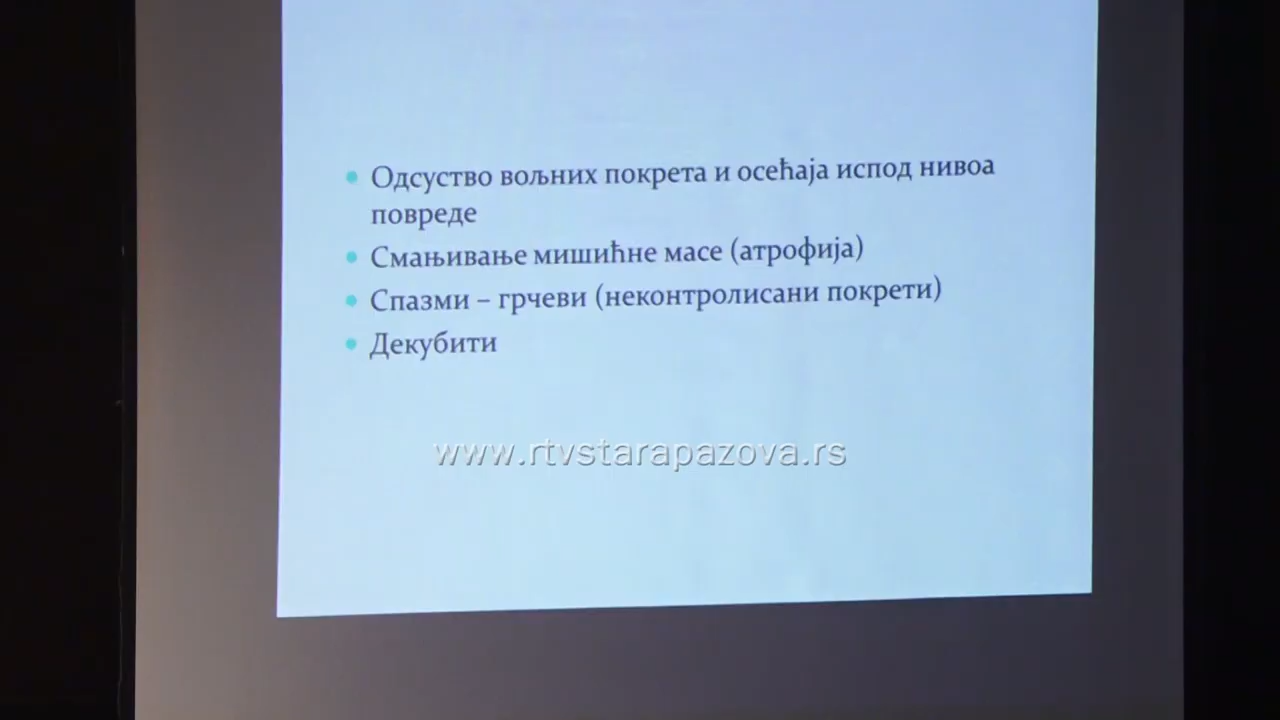 • Одсуство вољних покрета и осећаја испод нивоа
повреде
• Смањивање мишићне масе (атрофија)
• Спазми – грчеви (неконтролисани покрети)
• Декубити
www.rtvstarapazova.rs